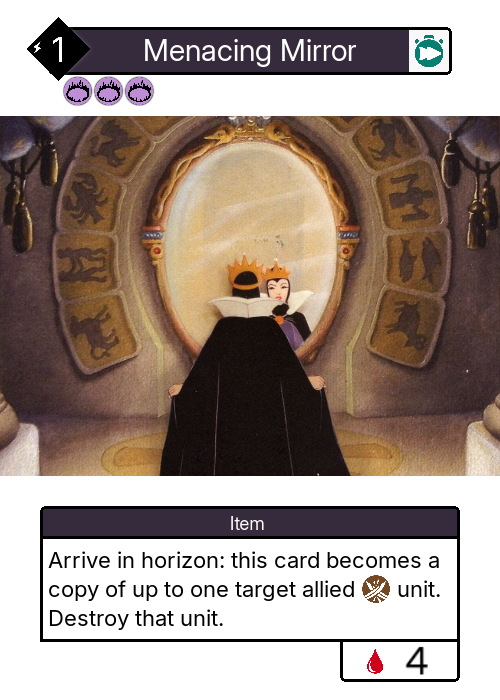 1
Menacing Mirror
Item
Arrive in horizon: this card becomes a
copy of up to one target allied unit.
Destroy that unit.
4